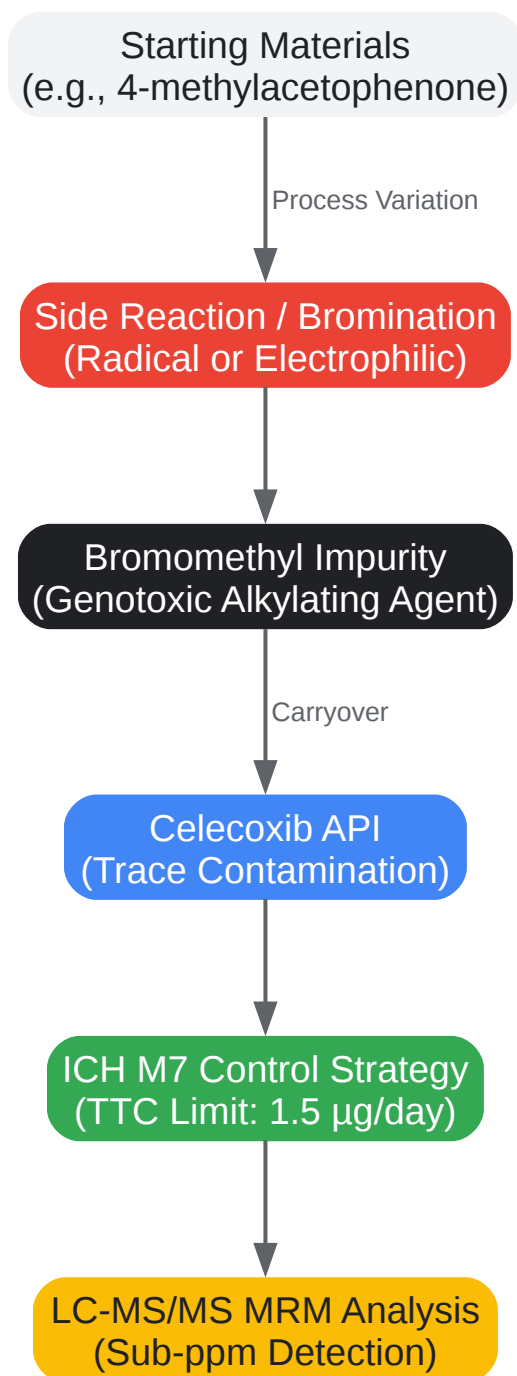 Starting Materials
(e.g., 4-methylacetophenone)
Process Variation
Side Reaction / Bromination
(Radical or Electrophilic)
Bromomethyl Impurity
(Genotoxic Alkylating Agent)
Carryover
Celecoxib API
(Trace Contamination)
ICH M7 Control Strategy
(TTC Limit: 1.5 µg/day)
LC-MS/MS MRM Analysis
(Sub-ppm Detection)